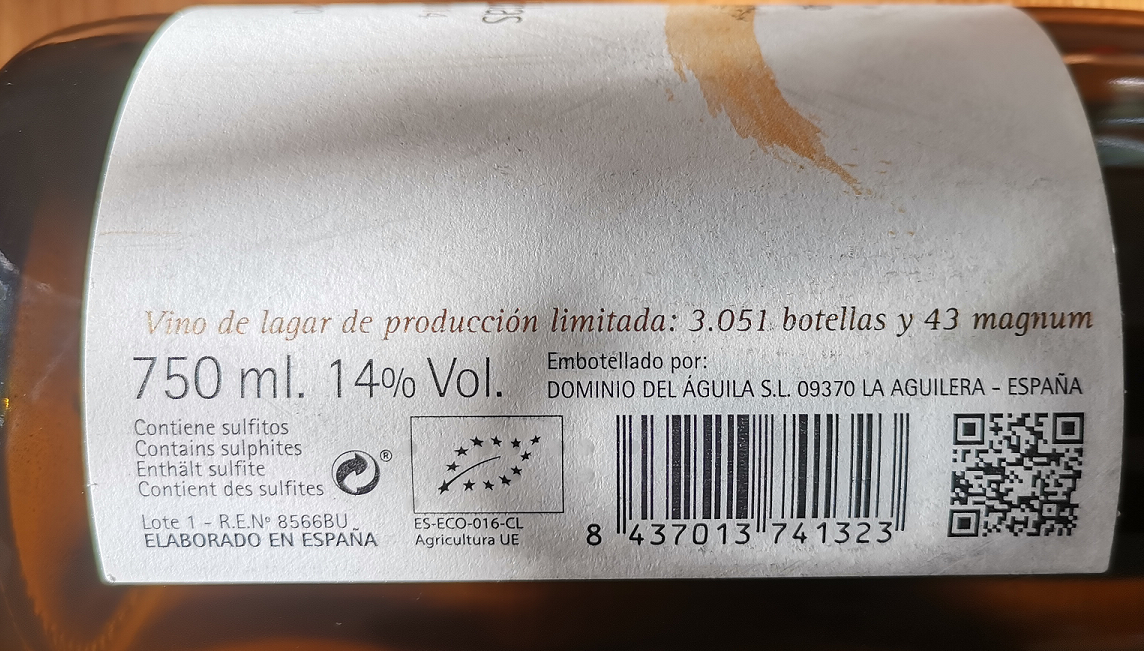 Vino de lagar de producción limitada: 3.051 botellas y 43 magnum
750 ml. 14% Vol.
Embotellado por:
DOMINIO DEL ÁGUILA S.L. 09370 LA AGUILERA - ESPAÑA
Contiene sulfitos
Contains sulphites
Enthält sulfite
Contient des sulfites
®
Lote 1 - R.E.Nº 8566BU
ELABORADO EN ESPAÑA
ES-ECO-016-CL
Agricultura UE
8 437013 741323